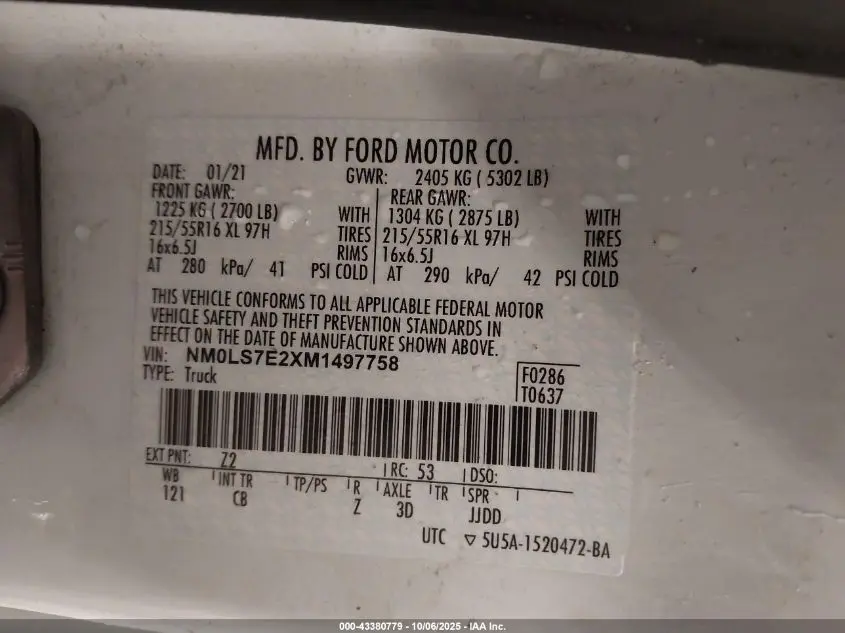 MFD. BY FORD MOTOR CO.
DATE: 01/21 GVWR: 2405 KG ( 5302 LB)
FRONT GAWR: REAR GAWR:
1225 KG ( 2700 LB) WITH 1304 KG ( 2875 LB) WITH
215/55R16 XL 97H TIRES 215/55R16 XL 97H TIRES
16x6.5J RIMS 16x6.5J RIMS
AT 280 kPa/ 41 PSI COLD AT 290 kPa/ 42 PSI COLD
THIS VEHICLE CONFORMS TO ALL APPLICABLE FEDERAL MOTOR
VEHICLE SAFETY AND THEFT PREVENTION STANDARDS IN
EFFECT ON THE DATE OF MANUFACTURE SHOWN ABOVE.
VIN: NM0LS7E2XM1497758
TYPE: Truck
F0286
T0637
EXT PNT: Z2 RC: 53 DSO:
WB INT TR TP/PS R AXLE TR SPR
121 CB Z 3D JJDD
UTC ▽ 5U5A-1520472-BA
000-43380779 - 10/06/2025 - IAA Inc.